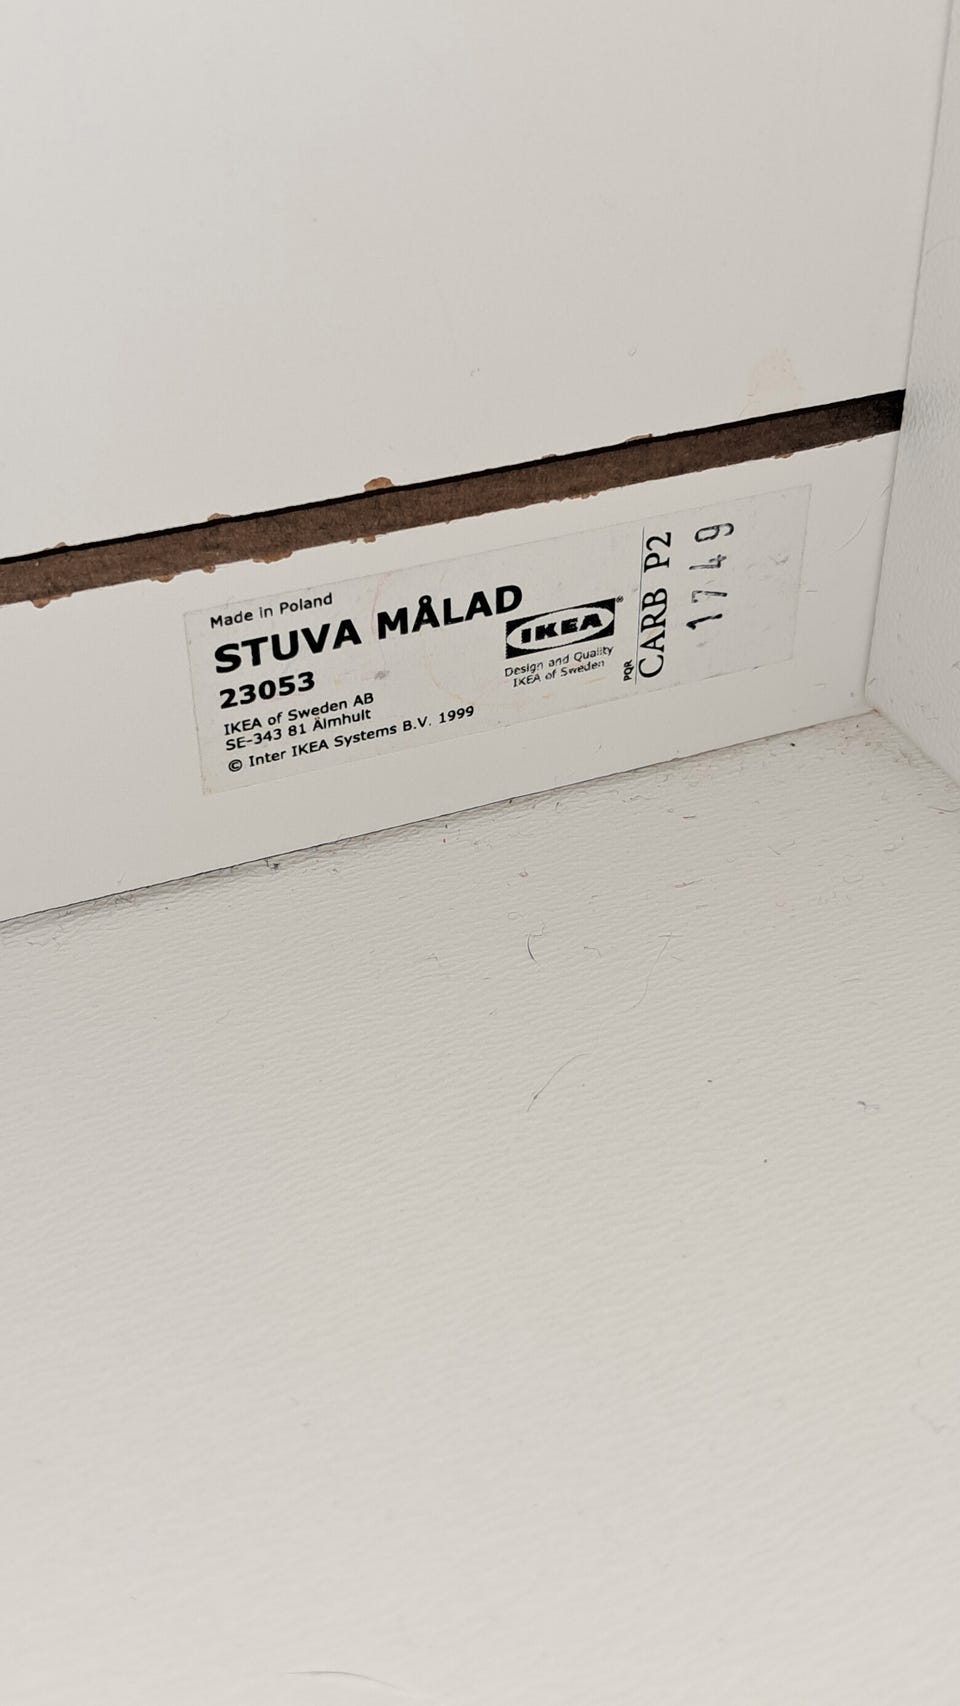 Made in Poland
STUVA MÅLAD
23053
IKEA of Sweden AB
SE-343 81 Älmhult
© Inter IKEA Systems B.V. 1999
IKEA®
Design and Quality
IKEA of Sweden
PQR
CARB P2
1749